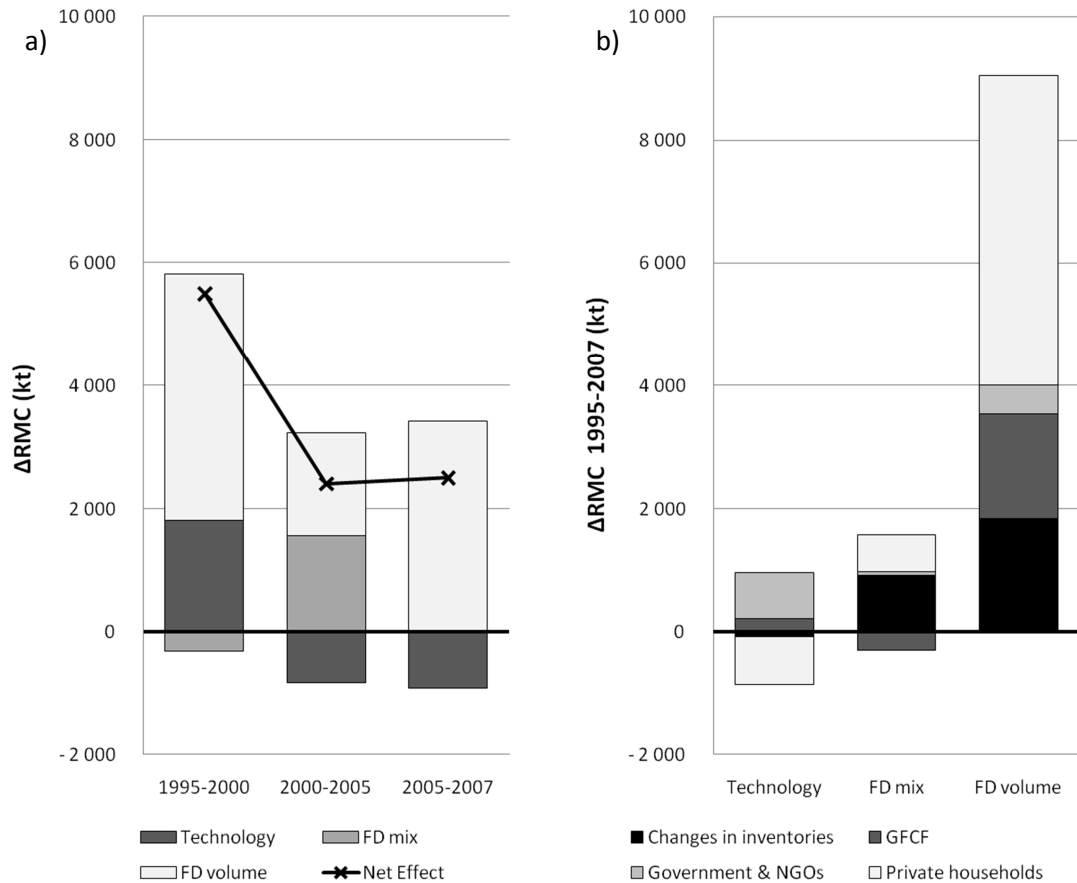 a)
ΔRMC (kt)
10 000
8 000
6 000
4 000
2 000
0
- 2 000
1995-2000 2000-2005 2005-2007
Technology FD mix
FD volume Net Effect
b)
ΔRMC 1995-2007 (kt)
10 000
8 000
6 000
4 000
2 000
0
- 2 000
Technology FD mix FD volume
Changes in inventories GFCF
Government & NGOs Private households